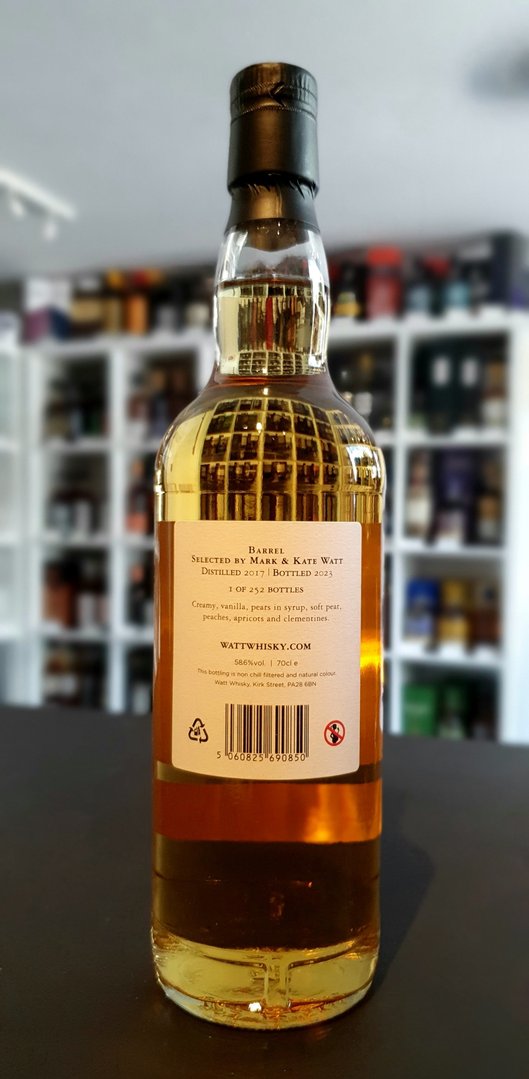 Barrel
Selected by Mark & Kate Watt
Distilled 2017 | Bottled 2023
1 of 252 bottles
Creamy, vanilla, pears in syrup, soft pear,
peaches, apricots and clementines.
WATTWHISKY.COM
58.6%vol. | 70cl e
This bottling is non chill filtered and natural colour.
Watt Whisky, Kirk Street, PA28 6BN
5 060825 690850